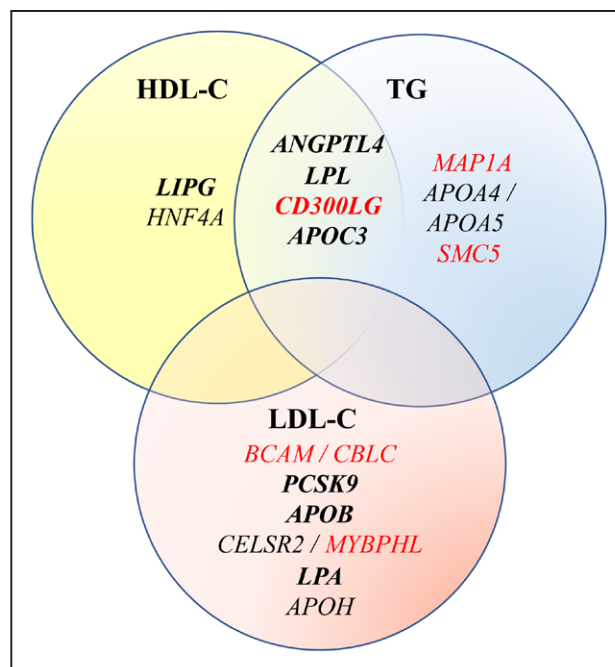 HDL-C
LIPG
HNF4A
TG
ANGPTL4
LPL
CD300LG
APOC3
MAP1A
APOA4 /
APOA5
SMC5
LDL-C
BCAM / CBLC
PCSK9
APOB
CELSR2 / MYBPHL
LPA
APOH